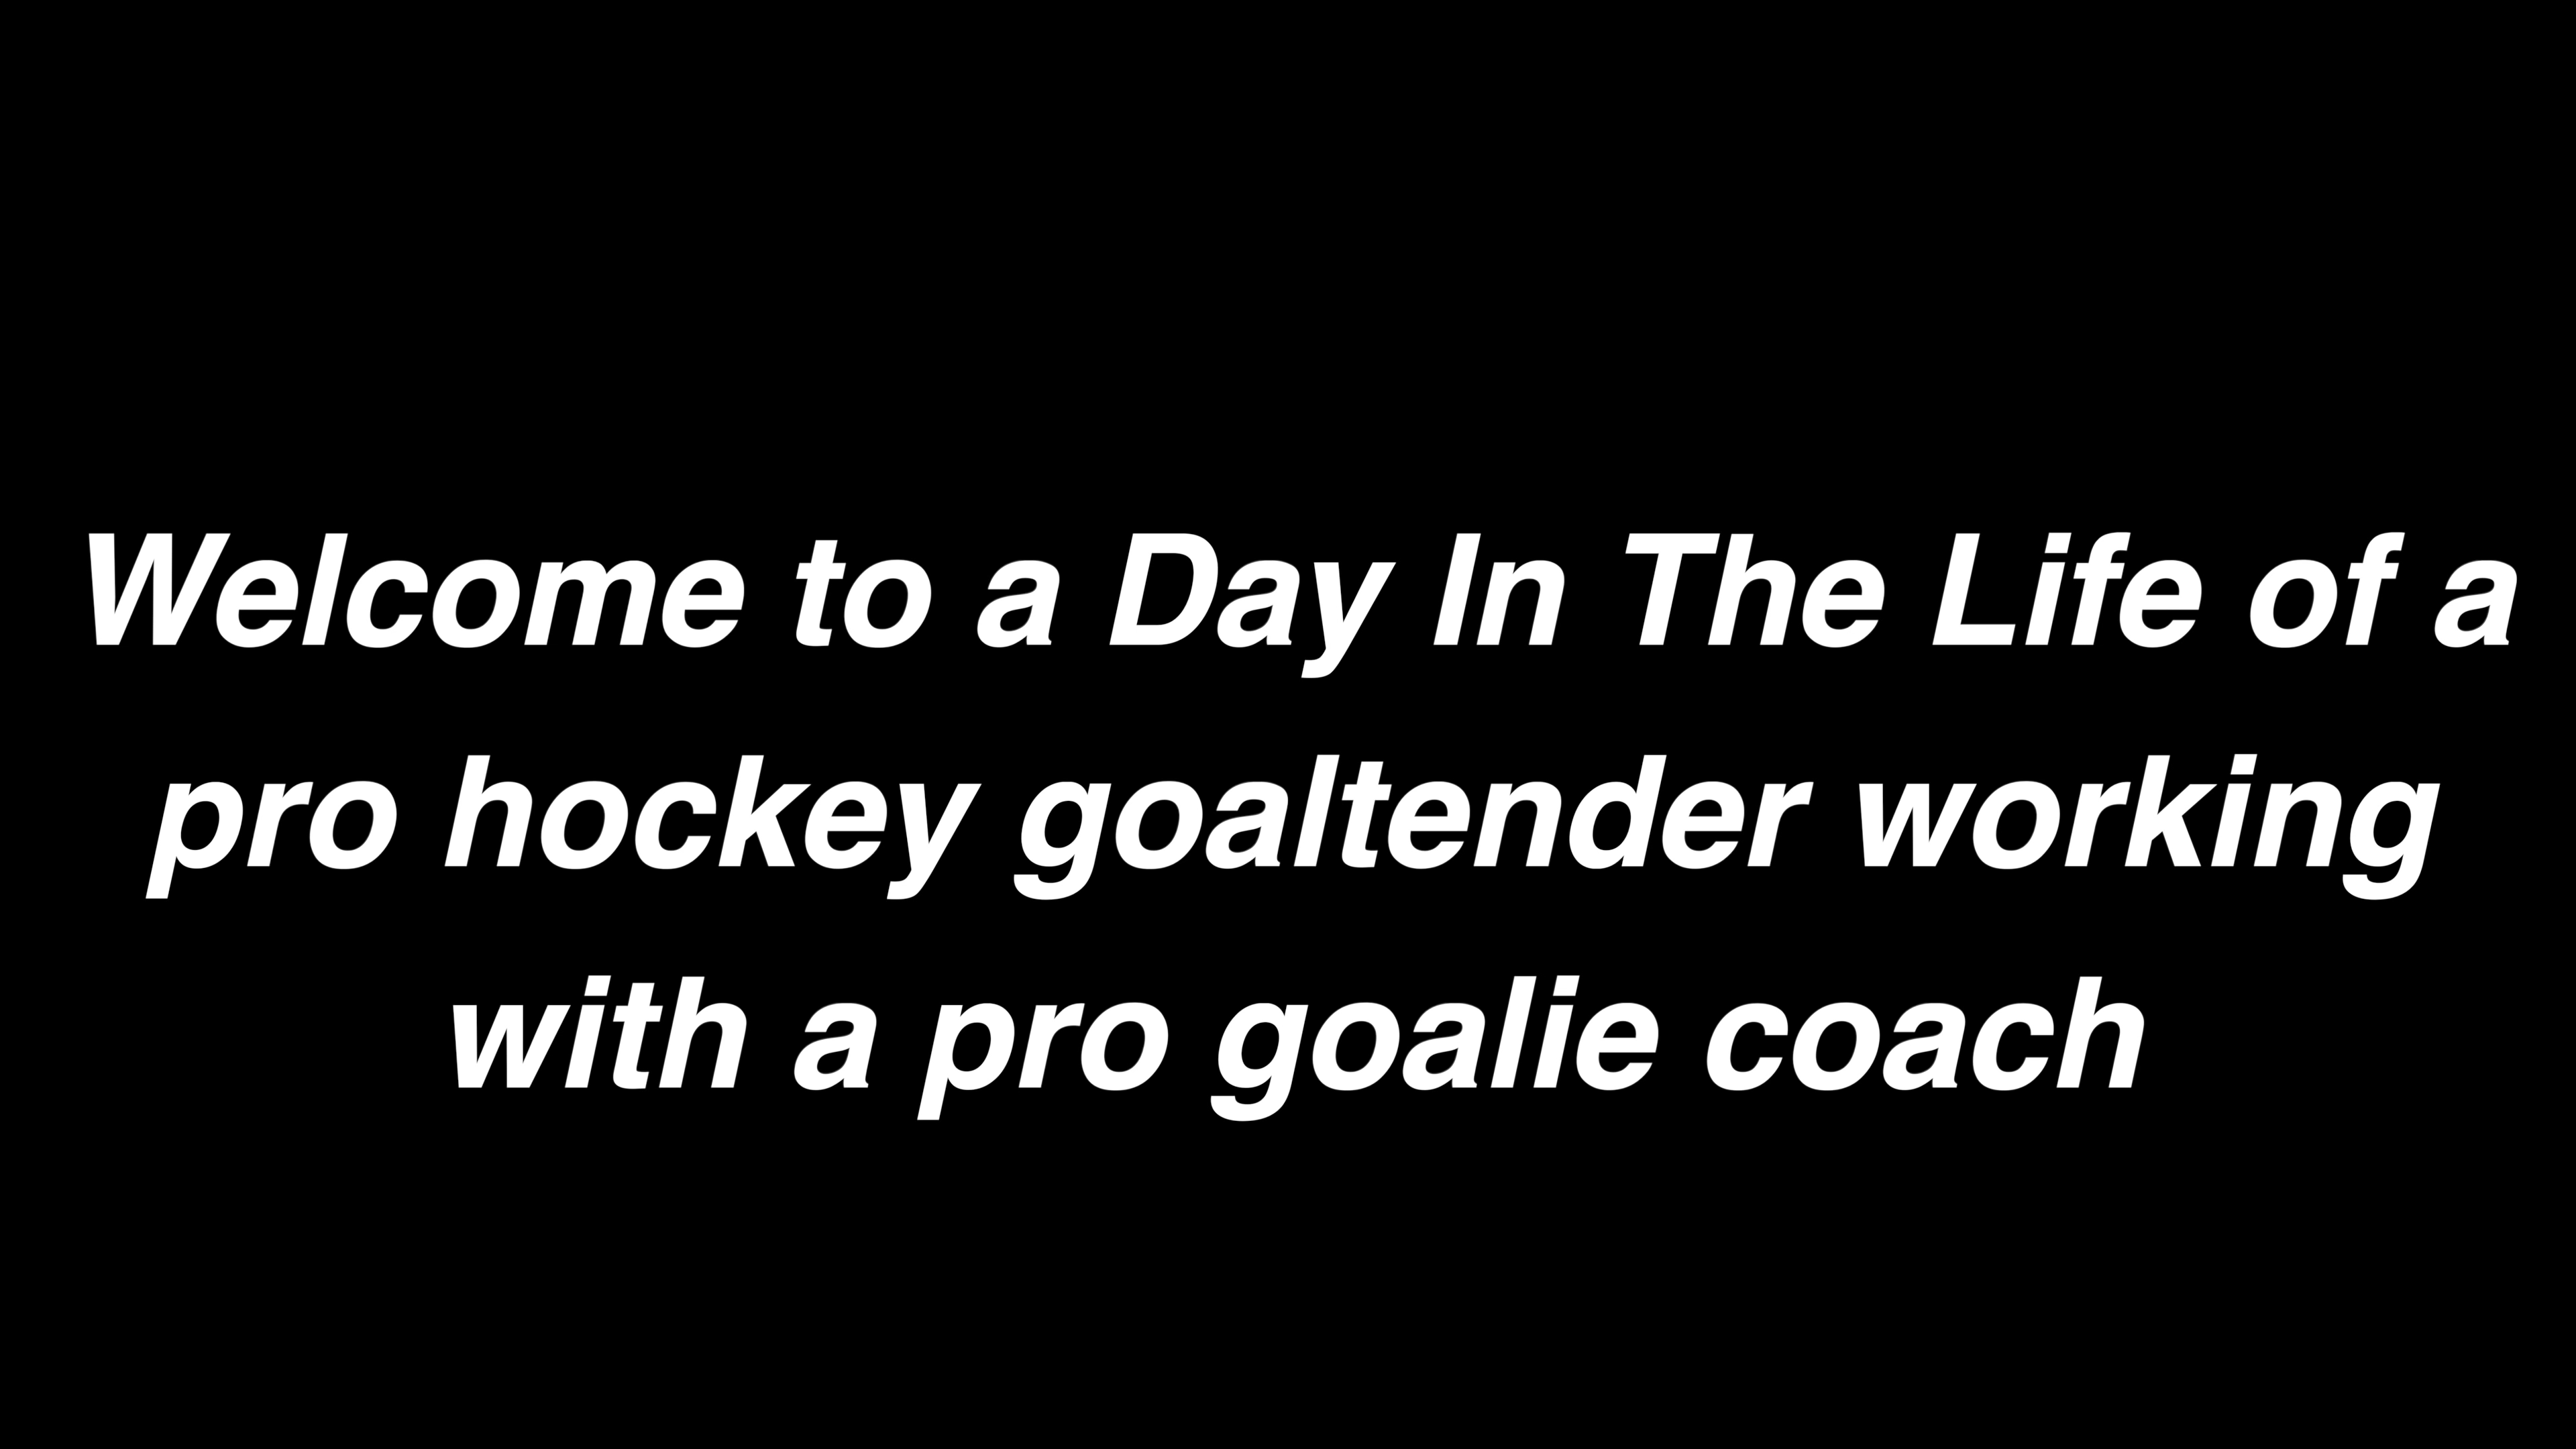 Welcome to a Day In The Life of a
pro hockey goaltender working
with a pro goalie coach